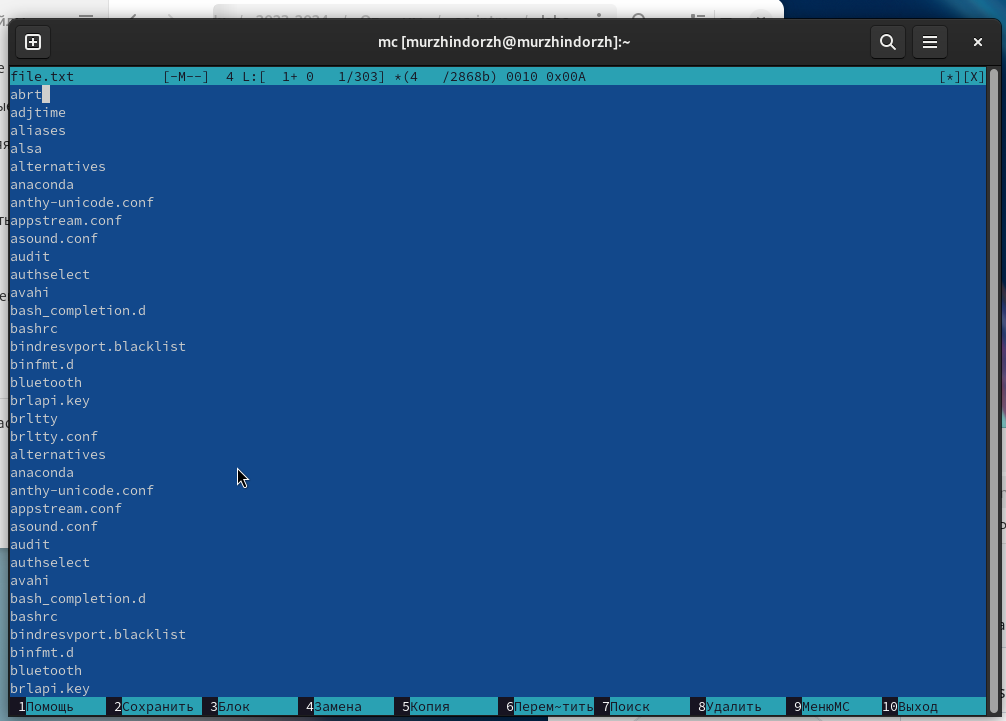 mc [murzhindorzh@murzhindorzh]:~
file.txt [-M--] 4 L:[ 1+ 0 1/303] *(4 /2868b) 0010 0x00A [*][X]
abrt
adjtime
aliases
alsa
alternatives
anaconda
anthy-unicode.conf
appstream.conf
asound.conf
audit
authselect
avahi
bash_completion.d
bashrc
bindresvport.blacklist
binfmt.d
bluetooth
brlapi.key
brltty
brltty.conf
alternatives
anaconda
anthy-unicode.conf
appstream.conf
asound.conf
audit
authselect
avahi
bash_completion.d
bashrc
bindresvport.blacklist
binfmt.d
bluetooth
brlapi.key
1Помощь 2Сохранить 3Блок 4Замена 5Копия 6Перем~тить 7Поиск 8Удалить 9МенюМС 10Выход